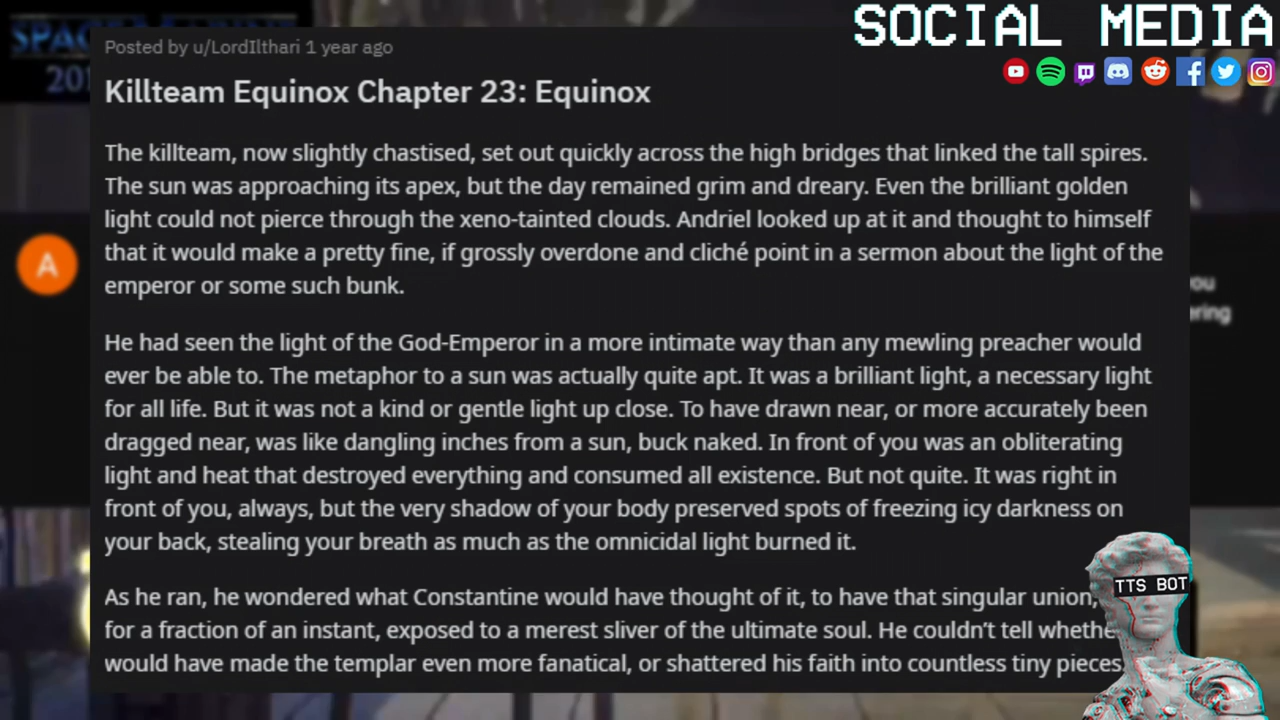 SOCIAL MEDIA
SPAC
201
Posted by u/LordIlthari 1 year ago
Killteam Equinox Chapter 23: Equinox
The killteam, now slightly chastised, set out quickly across the high bridges that linked the tall spires.
The sun was approaching its apex, but the day remained grim and dreary. Even the brilliant golden
light could not pierce through the xeno-tainted clouds. Andriel looked up at it and thought to himself
that it would make a pretty fine, if grossly overdone and cliché point in a sermon about the light of the
emperor or some such bunk.
A
ou
ering
He had seen the light of the God-Emperor in a more intimate way than any mewling preacher would
ever be able to. The metaphor to a sun was actually quite apt. It was a brilliant light, a necessary light
for all life. But it was not a kind or gentle light up close. To have drawn near, or more accurately been
dragged near, was like dangling inches from a sun, buck naked. In front of you was an obliterating
light and heat that destroyed everything and consumed all existence. But not quite. It was right in
front of you, always, but the very shadow of your body preserved spots of freezing icy darkness on
your back, stealing your breath as much as the omnicidal light burned it.
As he ran, he wondered what Constantine would have thought of it, to have that singular union,
for a fraction of an instant, exposed to a merest sliver of the ultimate soul. He couldn't tell whethe
would have made the templar even more fanatical, or shattered his faith into countless tiny pieces.
TTS BOT